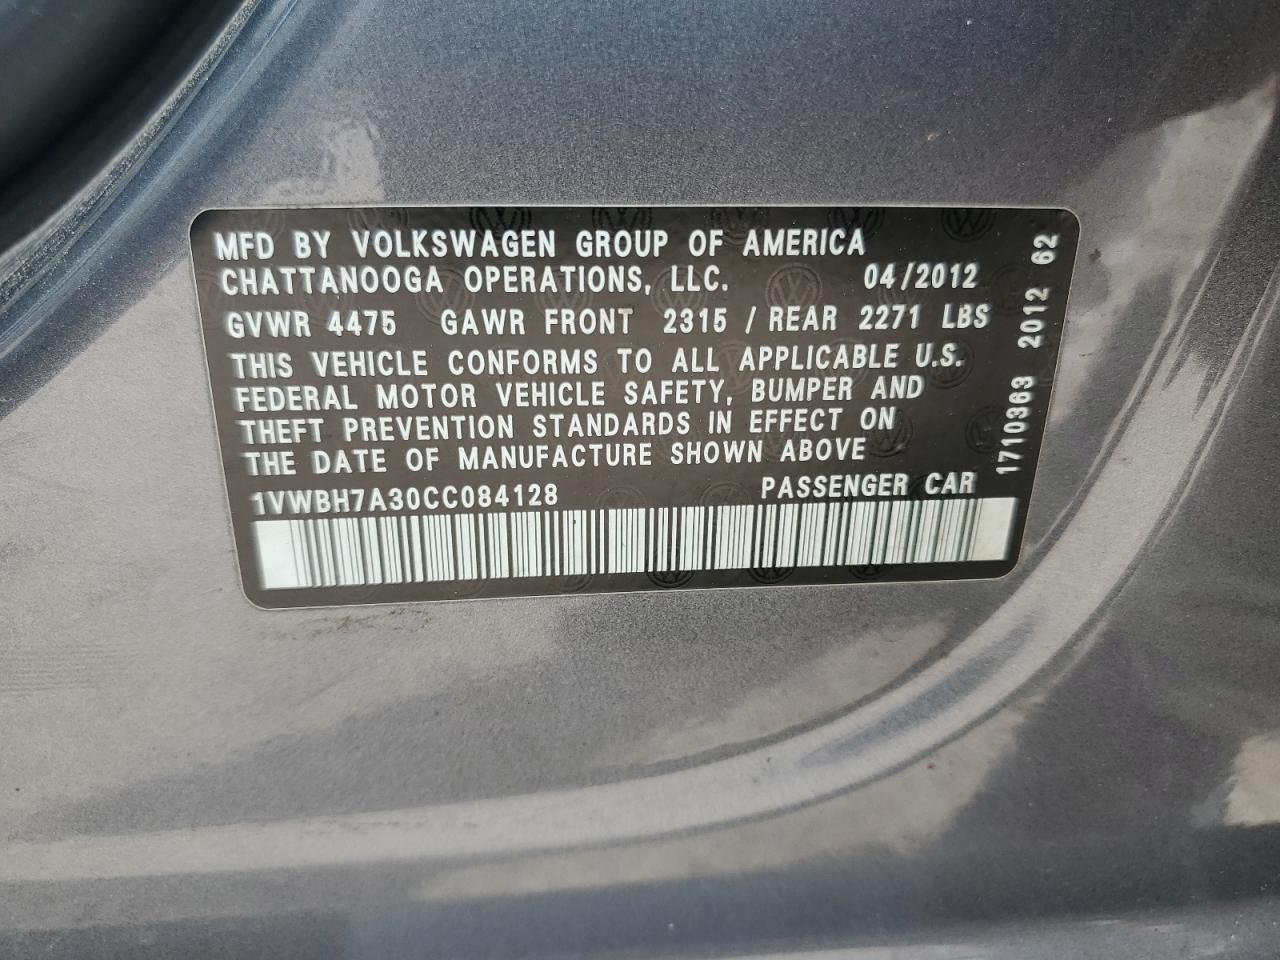 MFD BY VOLKSWAGEN GROUP OF AMERICA
CHATTANOOGA OPERATIONS, LLC. 04/2012
GVWR 4475 GAWR FRONT 2315 / REAR 2271 LBS
THIS VEHICLE CONFORMS TO ALL APPLICABLE U.S.
FEDERAL MOTOR VEHICLE SAFETY, BUMPER AND
THEFT PREVENTION STANDARDS IN EFFECT ON
THE DATE OF MANUFACTURE SHOWN ABOVE
1VWBH7A30CC084128 PASSENGER CAR
1710363 2012 62